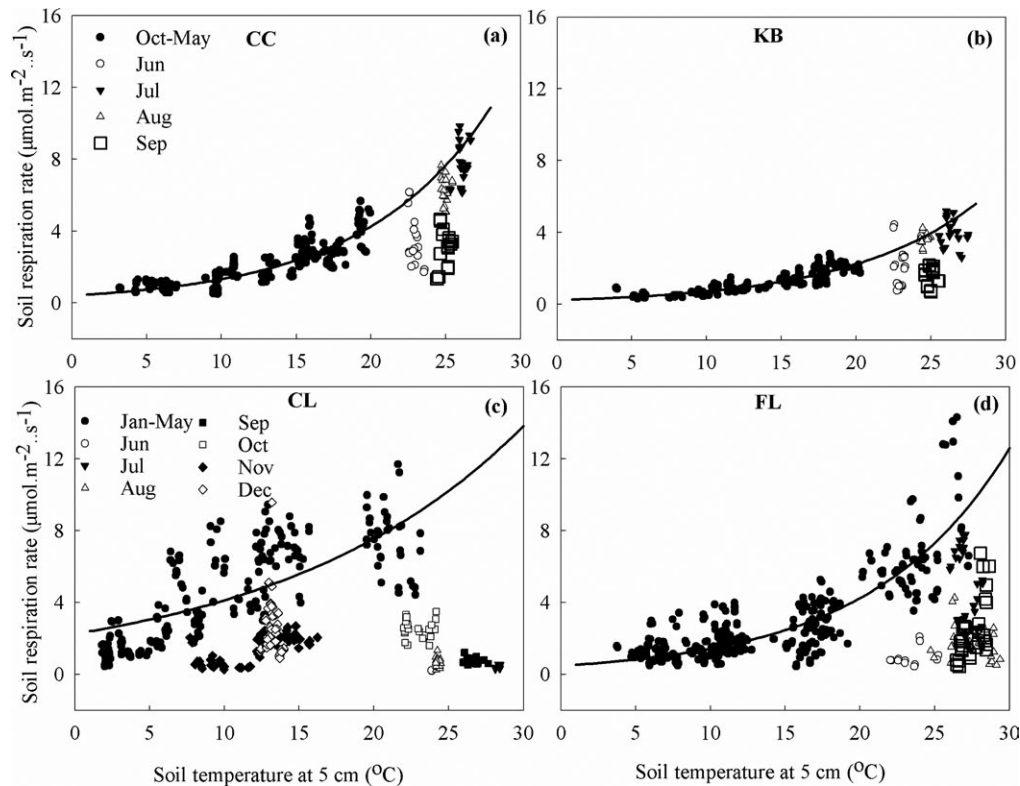 16
12
8
4
0
Soil respiration rate (μmol.m⁻²..s⁻¹)
Oct-May
Jun
Jul
Aug
Sep
CC
(a)
0 5 10 15 20 25 30
16
12
8
4
0
KB
(b)
0 5 10 15 20 25 30
16
12
8
4
0
Soil respiration rate (μmol.m⁻²..s⁻¹)
CL
(c)
Jan-May
Jun
Jul
Aug
Sep
Oct
Nov
Dec
0 5 10 15 20 25 30
Soil temperature at 5 cm (⁰C)
16
12
8
4
0
FL
(d)
0 5 10 15 20 25 30
Soil temperature at 5 cm (⁰C)